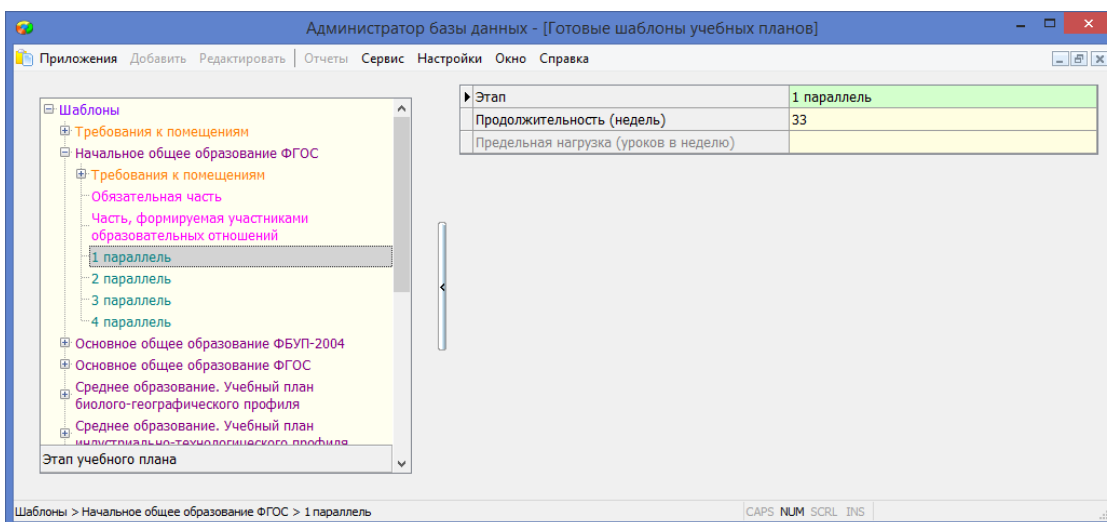 Администратор базы данных - [Готовые шаблоны учебных планов]
Приложения Добавить Редактировать Отчеты Сервис Настройки Окно Справка
Шаблоны
Требования к помещениям
Начальное общее образование ФГОС
Требования к помещениям
Обязательная часть
Часть, формируемая участниками
образовательных отношений
1 параллель
2 параллель
3 параллель
4 параллель
Основное общее образование ФБУП-2004
Основное общее образование ФГОС
Среднее образование. Учебный план
биолого-географического профиля
Среднее образование. Учебный план
индустриально-технологического профиля
Этап учебного плана
Этап 1 параллель
Продолжительность (недель) 33
Предельная нагрузка (уроков в неделю)
Шаблоны > Начальное общее образование ФГОС > 1 параллель CAPS NUM SCRL INS